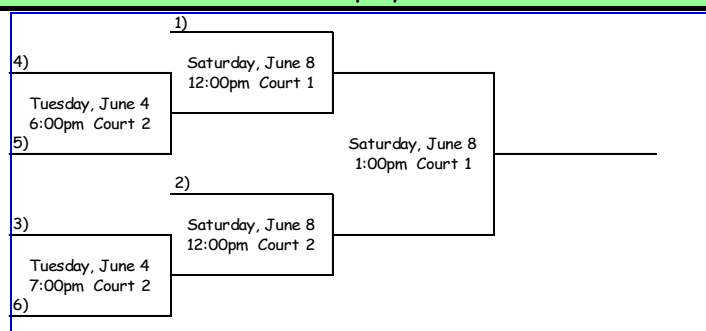 1)
4)
Saturday, June 8
12:00pm Court 1
Tuesday, June 4
6:00pm Court 2
5)
Saturday, June 8
1:00pm Court 1
2)
3)
Saturday, June 8
12:00pm Court 2
Tuesday, June 4
7:00pm Court 2
6)